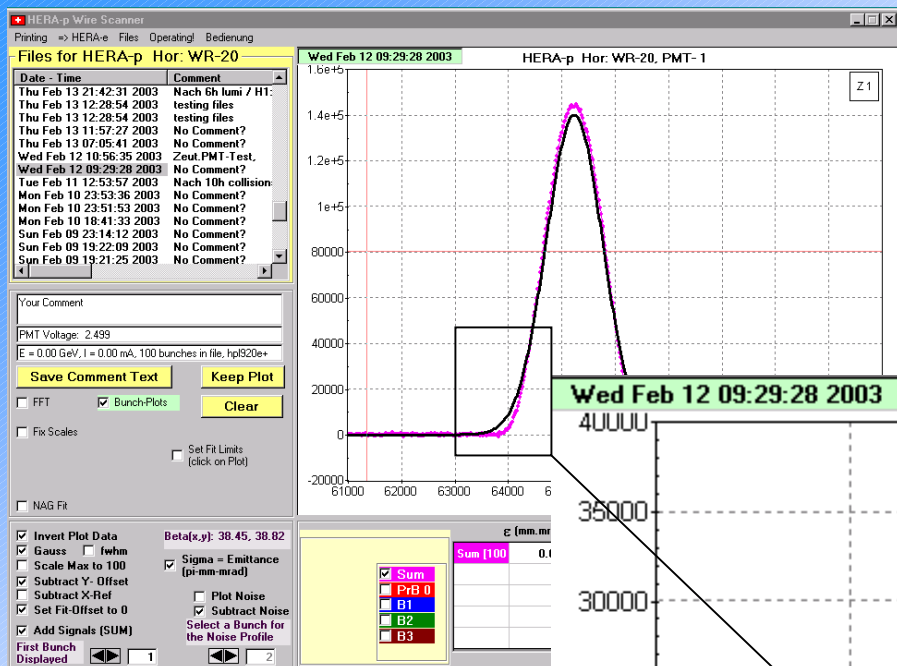 HERA-p Wire Scanner
Printing => HERA-e Files Operating! Bedienung
Files for HERA-p Hor: WR-20
Date - Time Comment
Thu Feb 13 21:42:31 2003 Nach 6h lumi / H1:
Thu Feb 13 12:28:54 2003 testing files
Thu Feb 13 12:28:54 2003 testing files
Thu Feb 13 11:57:27 2003 No Comment?
Thu Feb 13 07:05:41 2003 No Comment?
Wed Feb 12 10:56:35 2003 Zeut.PMT-Test,
Wed Feb 12 09:29:28 2003 No Comment?
Tue Feb 11 12:53:57 2003 Nach 10h collision
Mon Feb 10 23:53:36 2003 No Comment?
Mon Feb 10 23:51:53 2003 No Comment?
Mon Feb 10 18:41:33 2003 No Comment?
Sun Feb 09 23:14:12 2003 No Comment?
Sun Feb 09 19:22:09 2003 No Comment?
Sun Feb 09 19:21:25 2003 No Comment?
Your Comment
PMT Voltage: 2.499
E = 0.00 GeV, I = 0.00 mA, 100 bunches in file, hpl920e+
Save Comment Text Keep Plot
FFT Bunch-Plots Clear
Fix Scales
Set Fit Limits
(click on Plot)
NAG Fit
Invert Plot Data
Gauss fwhm
Scale Max to 100
Subtract Y- Offset
Subtract X-Ref
Set Fit-Offset to 0
Add Signals (SUM)
First Bunch
Displayed 1
Beta(x,y): 38.45, 38.82
Sigma = Emittance
(pi-mm-mrad)
Plot Noise
Subtract Noise
Select a Bunch for
the Noise Profile
2
Wed Feb 12 09:29:28 2003 HERA-p Hor: WR-20, PMT- 1
Z 1
1.6e+5
1.4e+5
1.2e+5
1e+5
80000
60000
40000
20000
0
-20000
61000 62000 63000 64000 6
Sum
PrB 0
B1
B2
B3
ε (mm.mr
Sum [100 0.0
Wed Feb 12 09:29:28 2003
40000
35000
30000